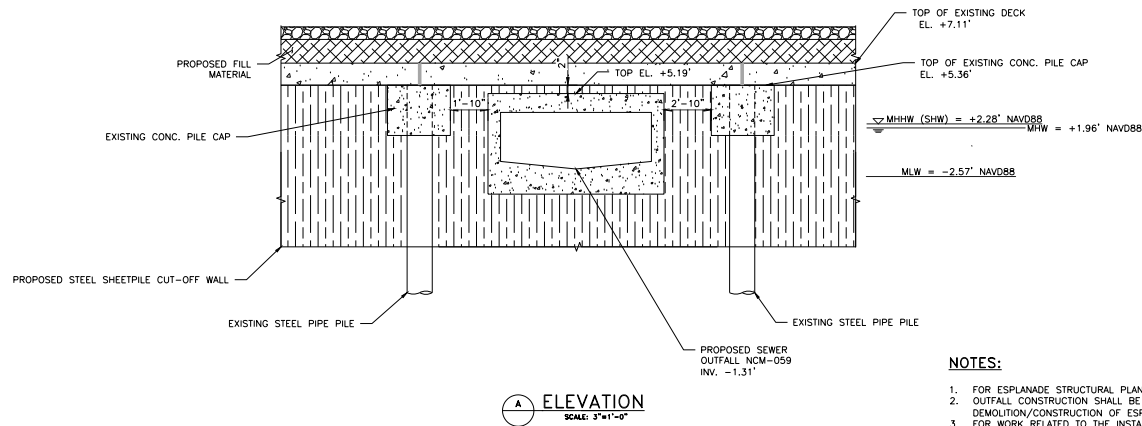 TOP OF EXISTING DECK
EL. +7.11'
PROPOSED FILL
MATERIAL
2"
TOP EL. +5.19'
TOP OF EXISTING CONC. PILE CAP
EL. +5.36'
1'-10"
2'-10"
EXISTING CONC. PILE CAP
MHHW (SHW) = +2.28' NAVD88
MHW = +1.96' NAVD88
MLW = -2.57' NAVD88
PROPOSED STEEL SHEETPILE CUT-OFF WALL
EXISTING STEEL PIPE PILE
EXISTING STEEL PIPE PILE
PROPOSED SEWER
OUTFALL NCM-059
INV. -1.31'
A ELEVATION
SCALE: 3"=1'-0"
NOTES:
1. FOR ESPLANADE STRUCTURAL PLAN
2. OUTFALL CONSTRUCTION SHALL BE
DEMOLITION/CONSTRUCTION OF ESP
3. FOR WORK RELATED TO THE INSTA